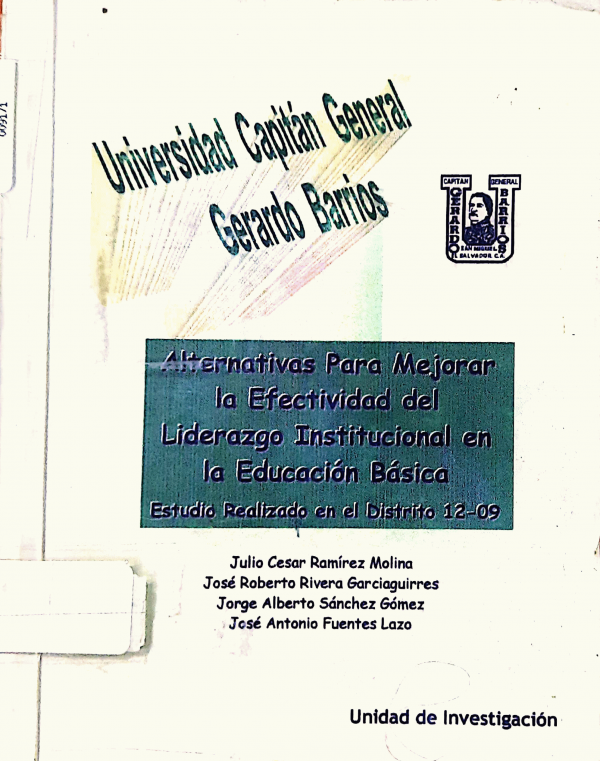 009171
Universidad Capitán General
Gerardo Barrios
CAPITAN GENERAL
GERARDO BARRIOS
SAN MIGUEL
EL SALVADOR, C.A.
Alternativas Para Mejorar
la Efectividad del
Liderazgo Institucional en
la Educación Básica
Estudio Realizado en el Distrito 12-09
Julio Cesar Ramírez Molina
José Roberto Rivera Garciaguirres
Jorge Alberto Sánchez Gómez
José Antonio Fuentes Lazo
Unidad de Investigación